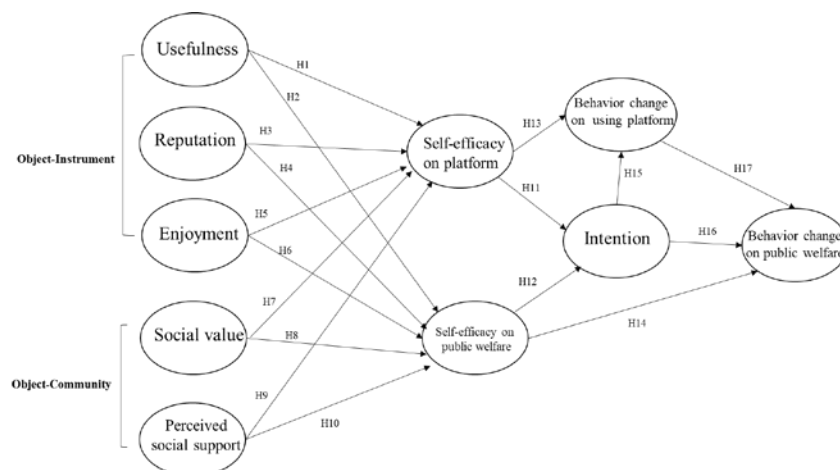 Usefulness
H1
H2
Reputation
H3
H4
Object-Instrument
Enjoyment
H5
H6
Self-efficacy
on platform
H13
H11
Behavior change
on using platform
H15
H17
Intention
H16
Behavior change
on public welfare
H12
H14
Social value
H7
H8
Self-efficacy on
public welfare
Object-Community
Perceived
social support
H9
H10